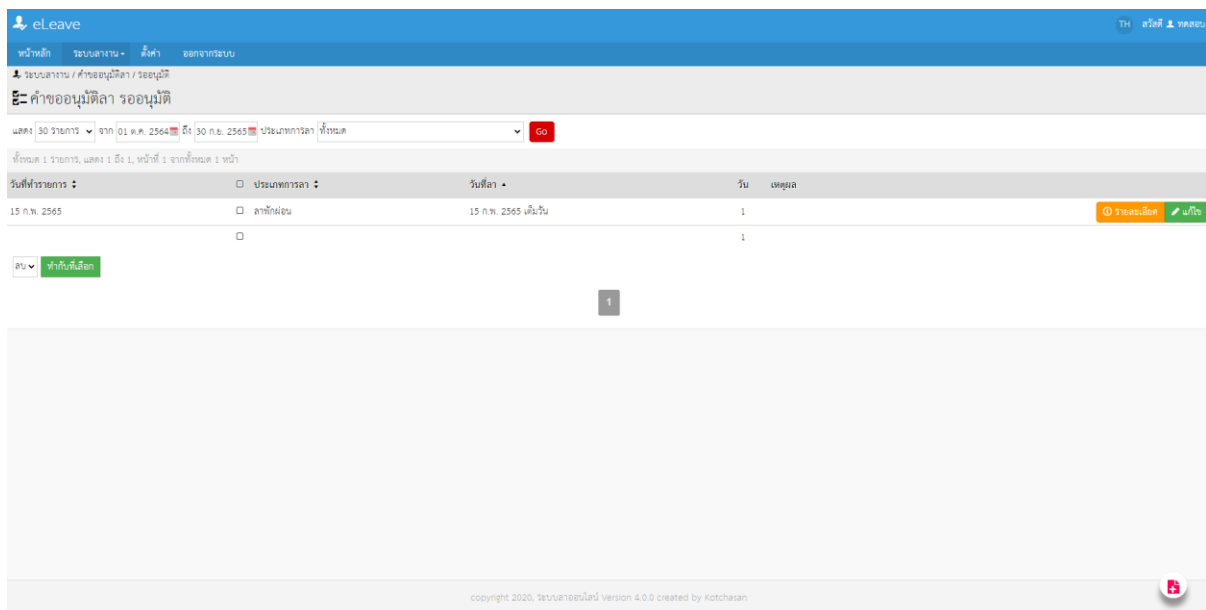 eLeave
TH สวัสดี ทดสอบ
หน้าหลัก ระบบลางาน ตั้งค่า ออกจากระบบ
ระบบลางาน / คำขออนุมัติลา / รออนุมัติ
คำขออนุมัติลา รออนุมัติ
แสดง 30 รายการ จาก 01 ต.ค. 2564 ถึง 30 ก.ย. 2565 ประเภทการลา ทั้งหมด Go
ทั้งหมด 1 รายการ, แสดง 1 ถึง 1, หน้าที่ 1 จากทั้งหมด 1 หน้า
วันที่ทำรายการ ประเภทการลา วันที่ลา วัน เหตุผล
15 ก.พ. 2565 ลาพักผ่อน 15 ก.พ. 2565 เต็มวัน 1 รายละเอียด แก้ไข
1
ลบ ทำกับที่เลือก
1
copyright 2020, ระบบลาออนไลน์ Version 4.0.0 created by Kotchasan